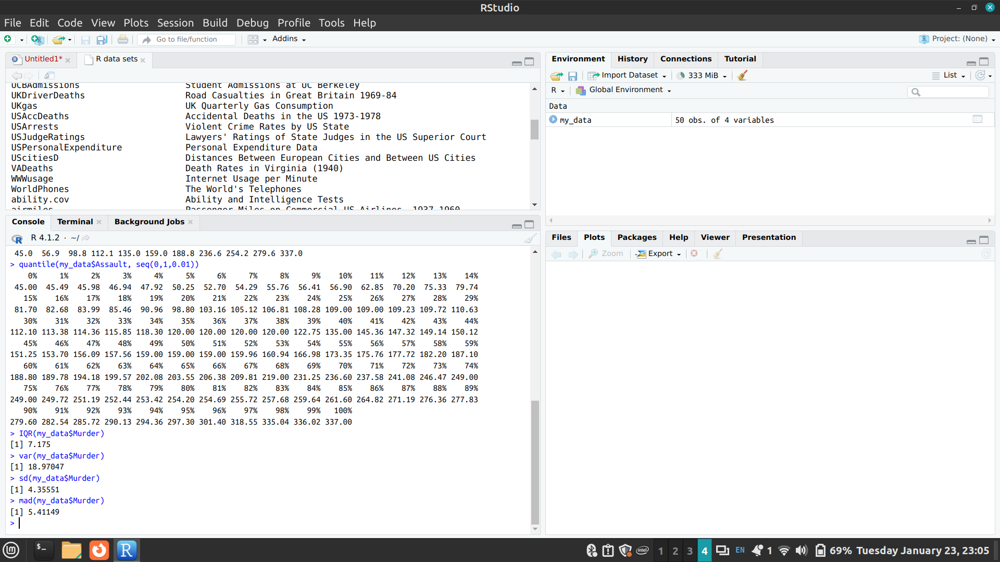 RStudio
File Edit Code View Plots Session Build Debug Profile Tools Help
Go to file/function Addins Project: (None)
Untitled1* R data sets
UCBAdmissions Student Admissions at UC Berkeley
UKDriverDeaths Road Casualties in Great Britain 1969-84
UKgas UK Quarterly Gas Consumption
USAccDeaths Accidental Deaths in the US 1973-1978
USArrests Violent Crime Rates by US State
USJudgeRatings Lawyers' Ratings of State Judges in the US Superior Court
USPersonalExpenditure Personal Expenditure Data
UScitiesD Distances Between European Cities and Between US Cities
VADeaths Death Rates in Virginia (1940)
WWWusage Internet Usage per Minute
WorldPhones The World's Telephones
ability.cov Ability and Intelligence Tests
airmiles Passenger Miles on Commercial US Airlines, 1937-1960
Console Terminal Background Jobs
R 4.1.2 · ~/
45.0 56.9 98.8 112.1 135.0 159.0 188.8 236.6 254.2 279.6 337.0
> quantile(my_data$Assault, seq(0,1,0.01))
0% 1% 2% 3% 4% 5% 6% 7% 8% 9% 10% 11% 12% 13% 14%
45.00 45.49 45.98 46.94 47.92 50.25 52.70 54.29 55.76 56.41 56.90 62.85 70.20 75.33 79.74
15% 16% 17% 18% 19% 20% 21% 22% 23% 24% 25% 26% 27% 28% 29%
81.70 82.68 83.99 85.46 90.96 98.80 103.16 105.12 106.81 108.28 109.00 109.00 109.23 109.72 110.63
30% 31% 32% 33% 34% 35% 36% 37% 38% 39% 40% 41% 42% 43% 44%
112.10 113.38 114.36 115.85 118.30 120.00 120.00 120.00 120.00 122.75 135.00 145.36 147.32 149.14 150.12
45% 46% 47% 48% 49% 50% 51% 52% 53% 54% 55% 56% 57% 58% 59%
151.25 153.70 156.09 157.56 159.00 159.00 159.00 159.96 160.94 166.98 173.35 175.76 177.72 182.20 187.10
60% 61% 62% 63% 64% 65% 66% 67% 68% 69% 70% 71% 72% 73% 74%
188.80 189.78 194.18 199.57 202.08 203.55 206.38 209.81 219.00 231.25 236.60 237.58 241.08 246.47 249.00
75% 76% 77% 78% 79% 80% 81% 82% 83% 84% 85% 86% 87% 88% 89%
249.00 249.72 251.19 252.44 253.42 254.20 254.69 255.72 257.68 259.64 261.60 264.82 271.19 276.36 277.83
90% 91% 92% 93% 94% 95% 96% 97% 98% 99% 100%
279.60 282.54 285.72 290.13 294.36 297.30 301.40 318.55 335.04 336.02 337.00
> IQR(my_data$Murder)
[1] 7.175
> var(my_data$Murder)
[1] 18.97047
> sd(my_data$Murder)
[1] 4.35551
> mad(my_data$Murder)
[1] 5.41149
>
Environment History Connections Tutorial
Import Dataset 333 MiB List
R Global Environment
Data
my_data 50 obs. of 4 variables
Files Plots Packages Help Viewer Presentation
Zoom Export
$_ R intel 1 2 3 4 EN 1 69% Tuesday January 23, 23:05